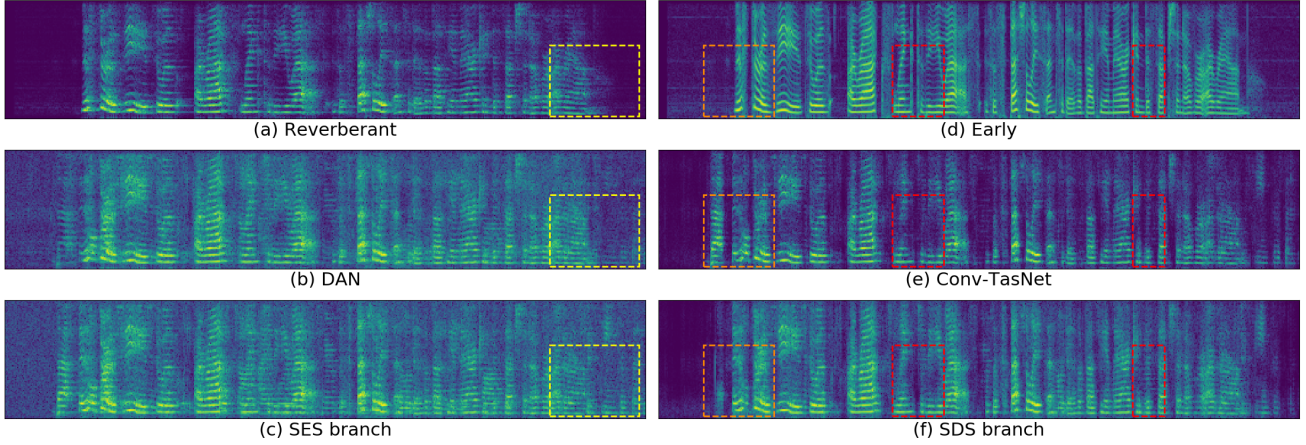 (a) Reverberant
(d) Early
(b) DAN
(e) Conv-TasNet
(c) SES branch
(f) SDS branch